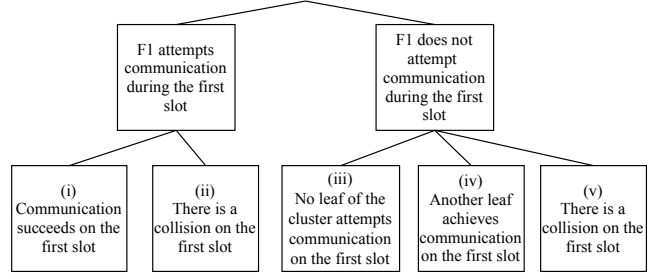 F1 attempts
communication
during the first
slot
F1 does not
attempt
communication
during the first
slot
(i)
Communication
succeeds on the
first slot
(ii)
There is a
collision on the
first slot
(iii)
No leaf of the
cluster attempts
communication
on the first slot
(iv)
Another leaf
achieves
communication
on the first slot
(v)
There is a
collision on the
first slot